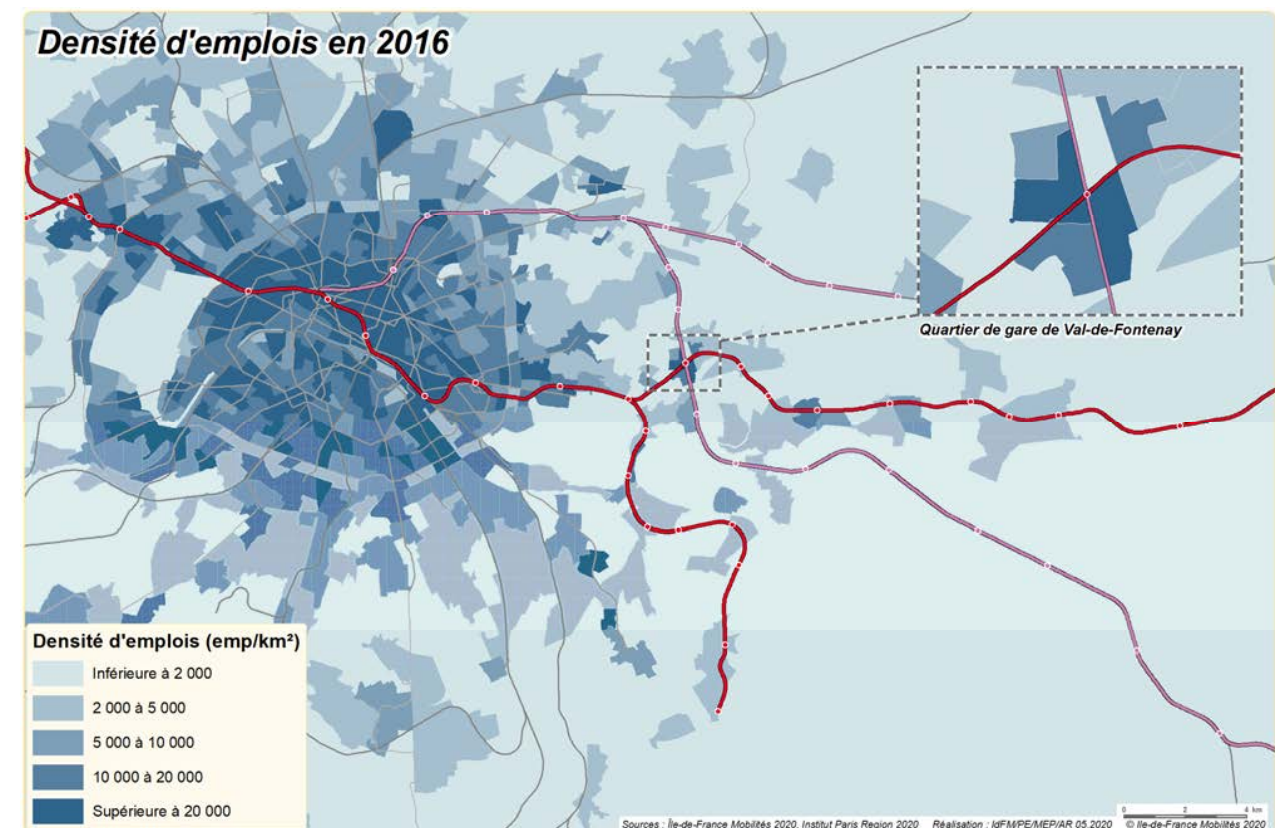 Densité d'emplois en 2016
Quartier de gare de Val-de-Fontenay
Densité d'emplois (emp/km²)
Inférieure à 2 000
2 000 à 5 000
5 000 à 10 000
10 000 à 20 000
Supérieure à 20 000
0 2 4 km
Sources : Île-de-France Mobilités 2020, Institut Paris Region 2020 Réalisation : IdFM/PE/MEP/AR 05.2020 © Ile-de-France Mobilités 2020